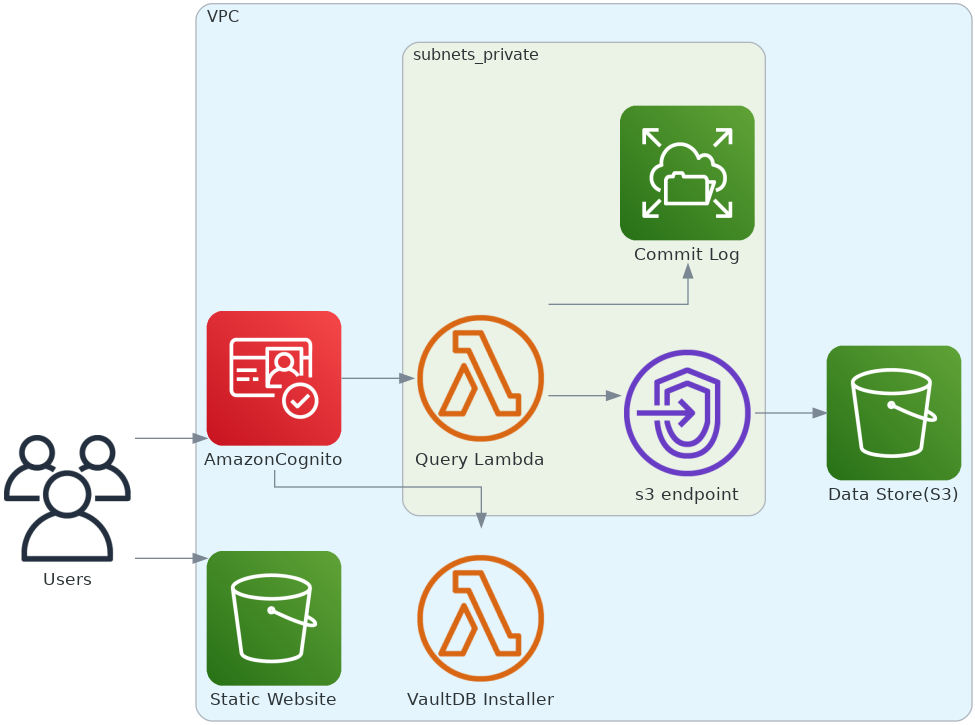 VPC
subnets_private
Commit Log
AmazonCognito
Query Lambda
s3 endpoint
Data Store(S3)
Users
Static Website
VaultDB Installer